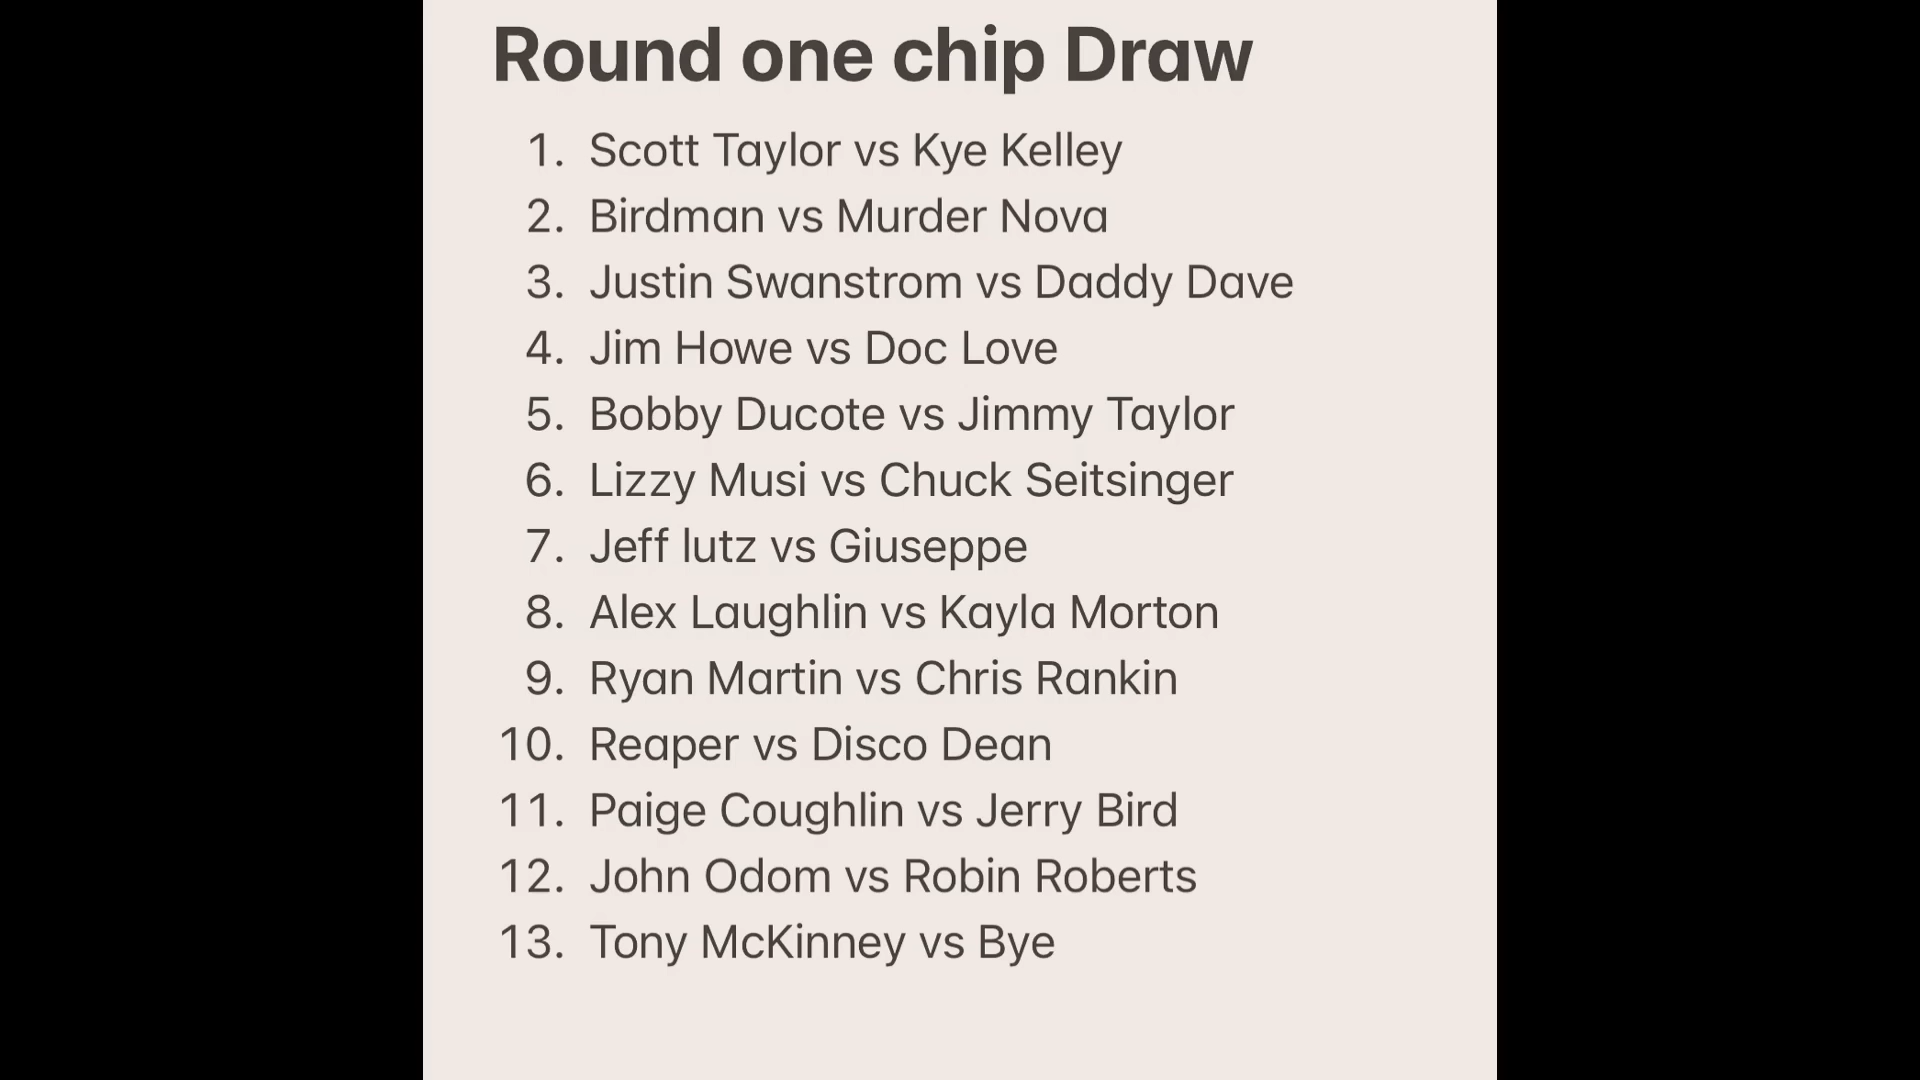 Round one chip Draw
1. Scott Taylor vs Kye Kelley
2. Birdman vs Murder Nova
3. Justin Swanstrom vs Daddy Dave
4. Jim Howe vs Doc Love
5. Bobby Ducote vs Jimmy Taylor
6. Lizzy Musi vs Chuck Seitsinger
7. Jeff lutz vs Giuseppe
8. Alex Laughlin vs Kayla Morton
9. Ryan Martin vs Chris Rankin
10. Reaper vs Disco Dean
11. Paige Coughlin vs Jerry Bird
12. John Odom vs Robin Roberts
13. Tony McKinney vs Bye